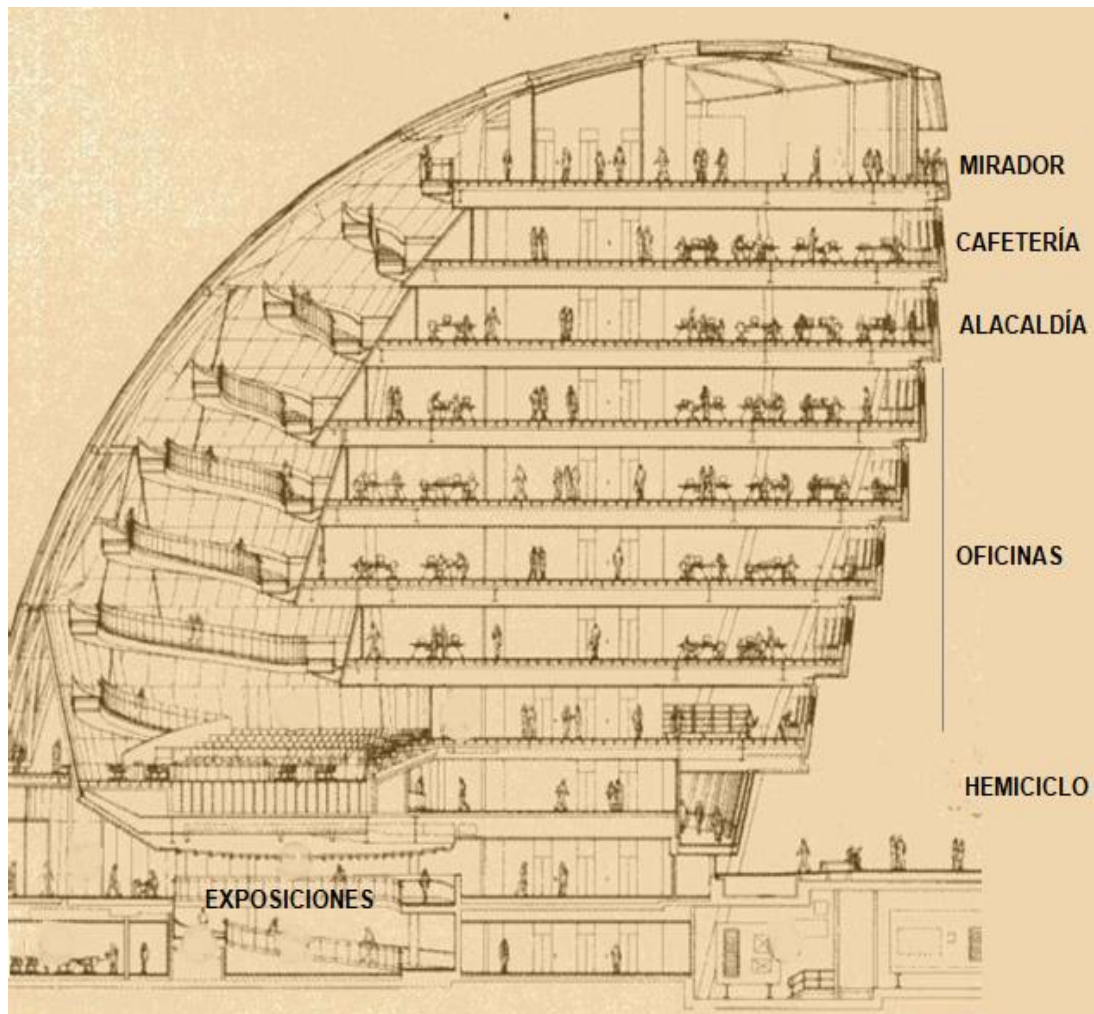 MIRADOR
CAFETERÍA
ALACALDÍA
OFICINAS
HEMICICLO
EXPOSICIONES